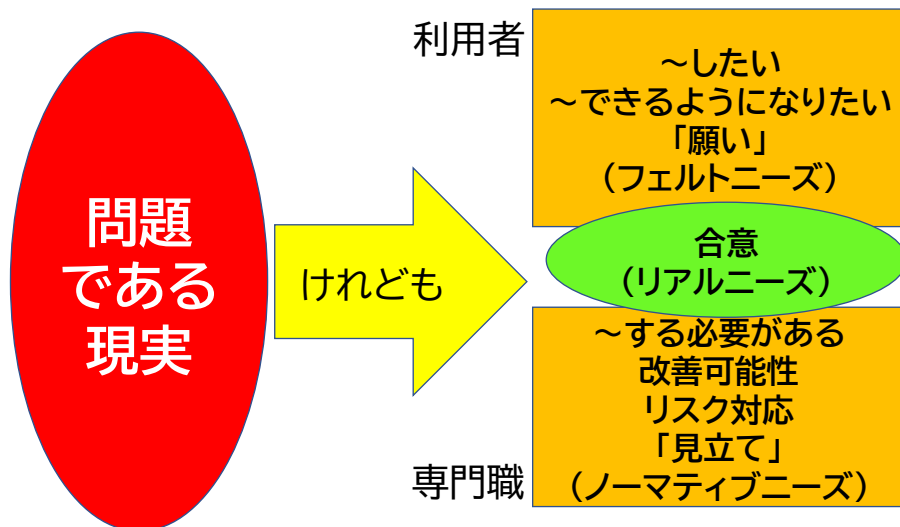 問題
である
現実
けれども
利用者
~したい
~できるようになりたい
「願い」
(フェルトニーズ)
合意
(リアルニーズ)
~する必要がある
改善可能性
リスク対応
「見立て」
(ノーマティブニーズ)
専門職